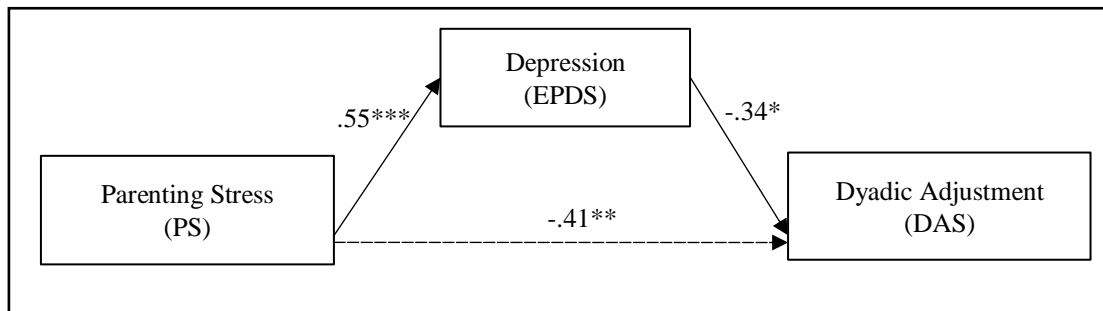 Depression
(EPDS)
.55***
-.34*
Parenting Stress
(PS)
-.41**
Dyadic Adjustment
(DAS)